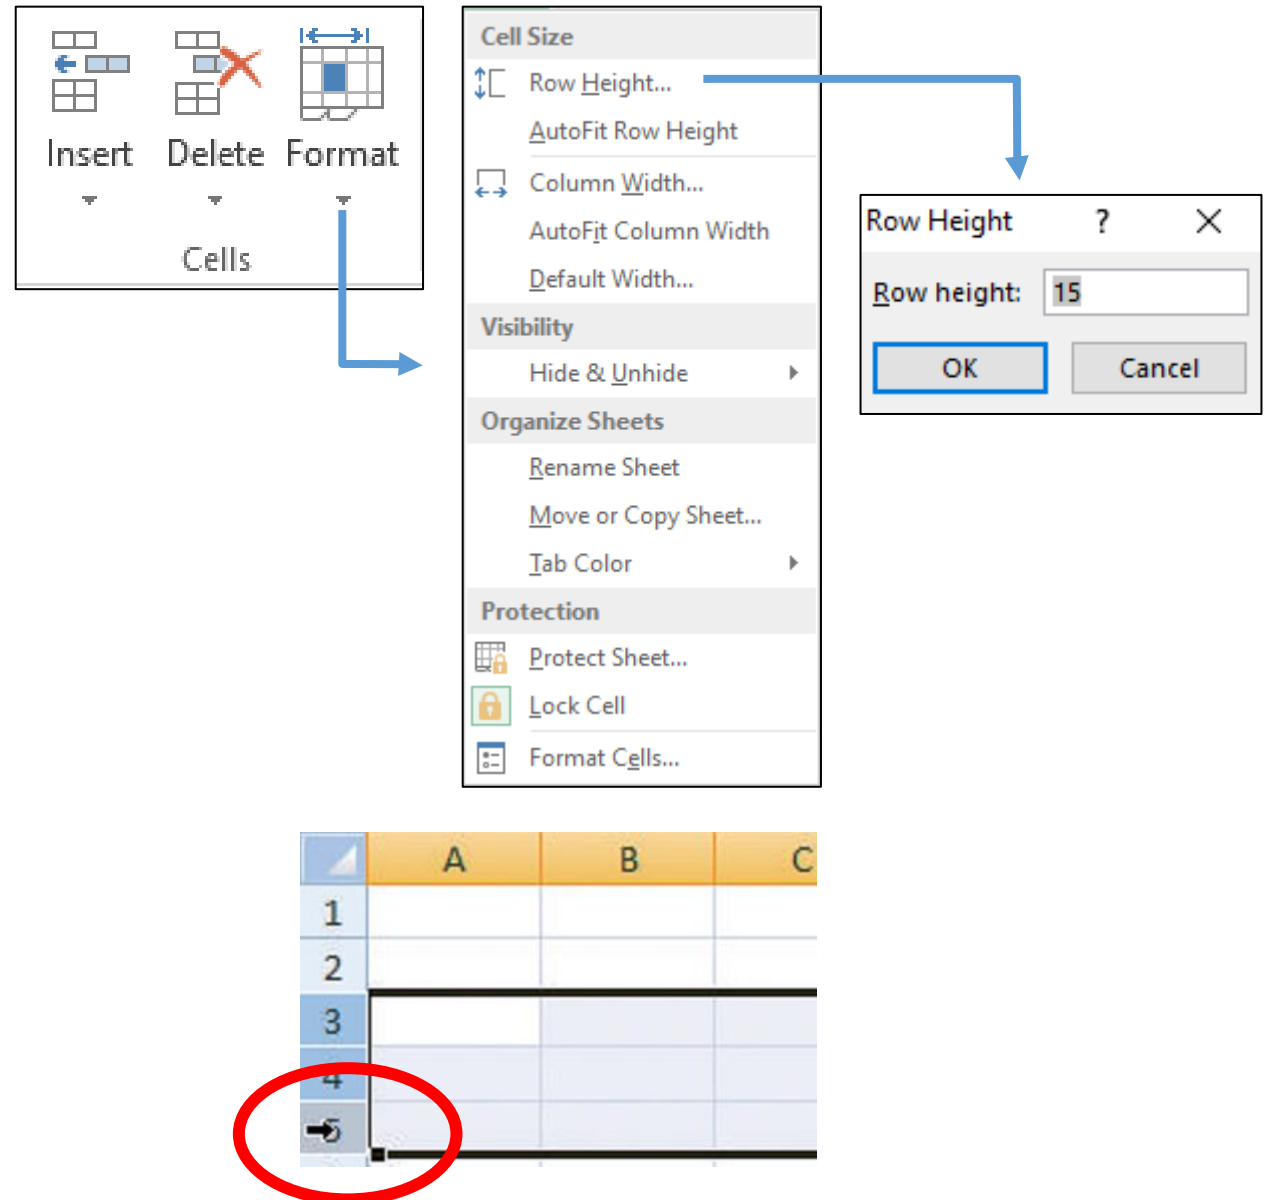 Insert Delete Format
Cells
Cell Size
Row Height...
AutoFit Row Height
Column Width...
AutoFit Column Width
Default Width...
Visibility
Hide & Unhide
Organize Sheets
Rename Sheet
Move or Copy Sheet...
Tab Color
Protection
Protect Sheet...
Lock Cell
Format Cells...
Row Height ?
Row height: 15
OK Cancel
A B C
1
2
3
4
5